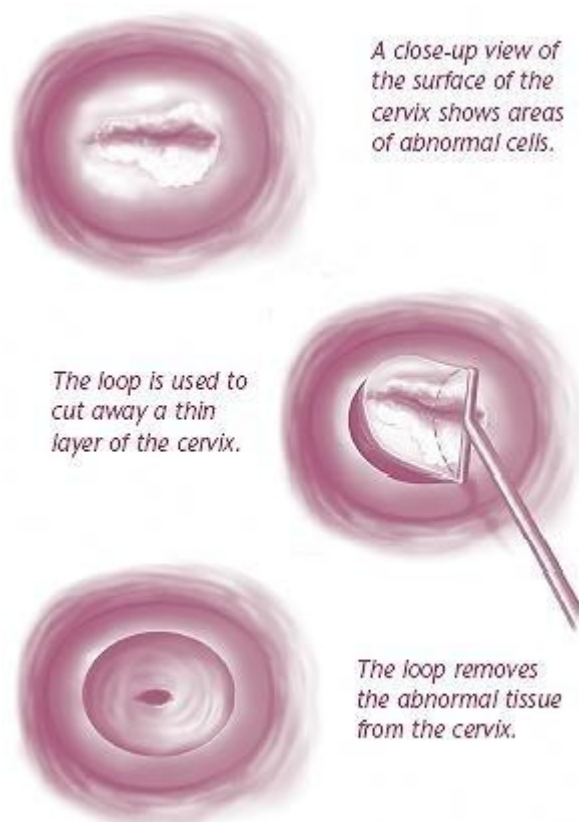 A close-up view of
the surface of the
cervix shows areas
of abnormal cells.
The loop is used to
cut away a thin
layer of the cervix.
The loop removes
the abnormal tissue
from the cervix.